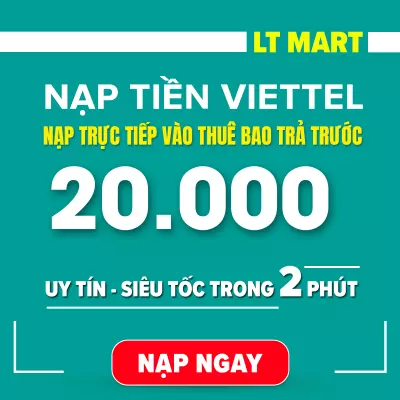 LT MART
NẠP TIỀN VIETTEL
NẠP TRỰC TIẾP VÀO THUÊ BAO TRẢ TRƯỚC
20.000
UY TÍN - SIÊU TỐC TRONG 2 PHÚT
NẠP NGAY